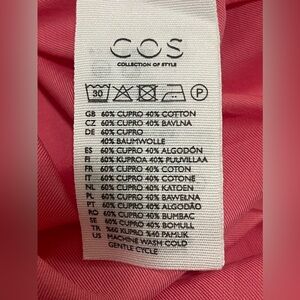 COS
COLLECTION OF STYLE
30 P
GB 60% CUPRO 40% COTTON
CZ 60% CUPRO 40% BAVLNA
DE 60% CUPRO
40% BAUMWOLLE
ES 60% CUPRO 40% ALGODÓN
FI 60% KUPROA 40% PUUVILLAA
FR 60% CUPRO 40% COTON
IT 60% CUPRO 40% COTONE
NL 60% CUPRO 40% KATOEN
PL 60% CUPRO 40% BAWEŁNA
PT 60% CUPRO 40% ALGODÃO
RO 60% CUPRO 40% BUMBAC
SE 60% CUPRO 40% BOMULL
TR %60 KUPRO %40 PAMUK
US MACHINE WASH COLD
GENTLE CYCLE